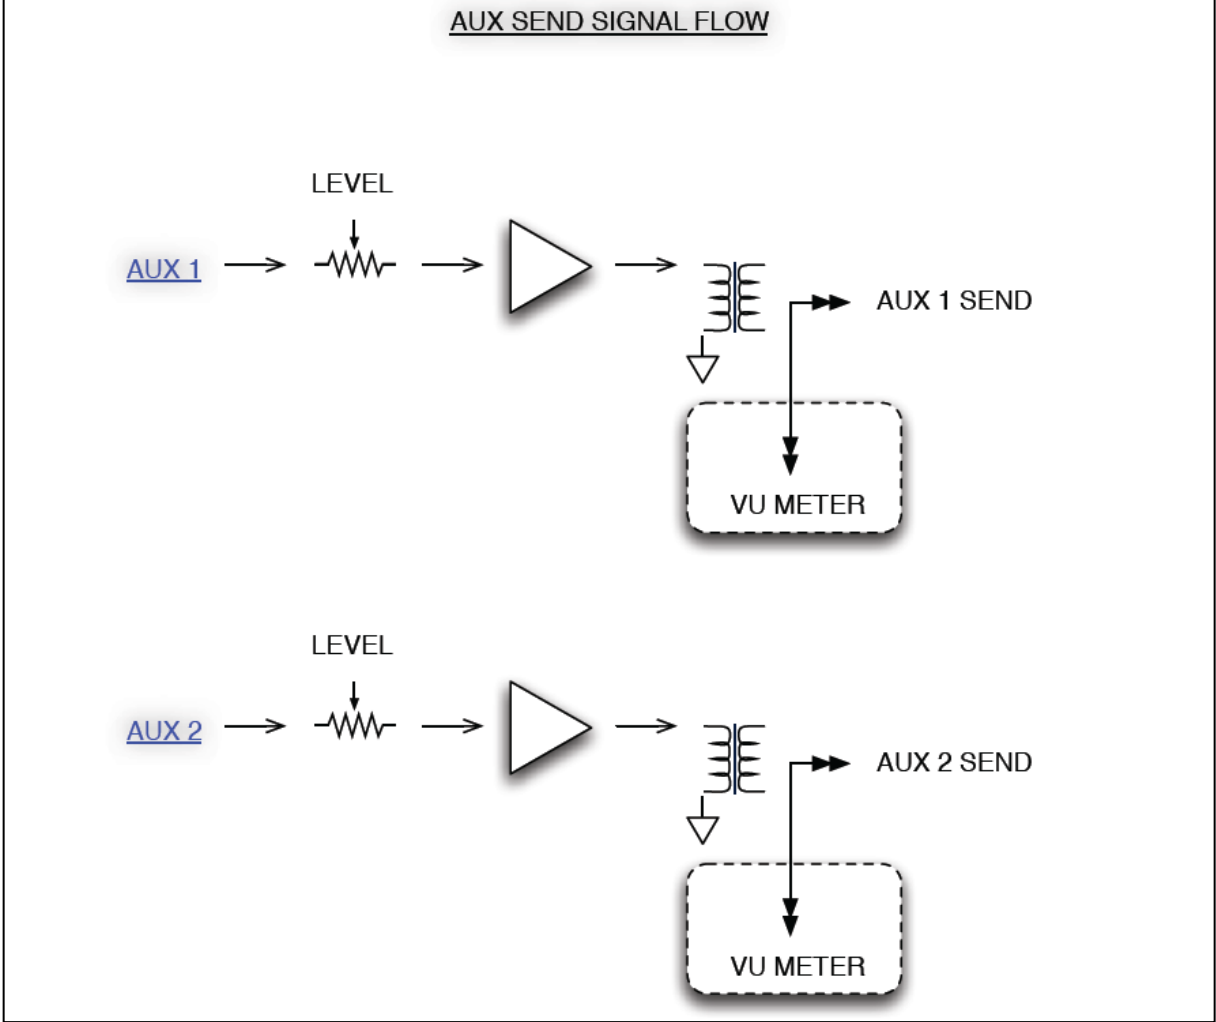 AUX SEND SIGNAL FLOW
LEVEL
AUX 1
AUX 1 SEND
VU METER
LEVEL
AUX 2
AUX 2 SEND
VU METER